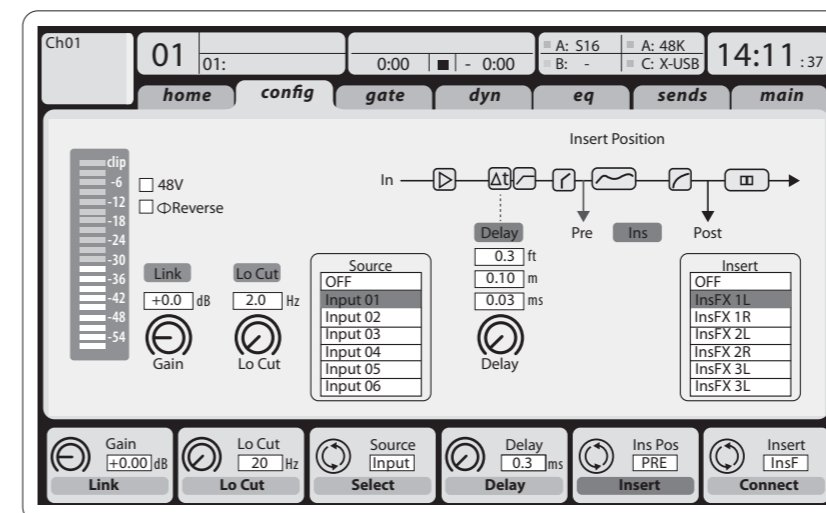 Ch01
01
01:
0:00
- 0:00
A: S16
B: -
A: 48K
C: X-USB
14:11 :37
home
config
gate
dyn
eq
sends
main
clip
-6
-12
-18
-24
-30
-36
-42
-48
-54
48V
ΦReverse
Link
+0.0 dB
Gain
Lo Cut
2.0 Hz
Lo Cut
Source
OFF
Input 01
Input 02
Input 03
Input 04
Input 05
Input 06
Insert Position
In
Δt
Pre
Ins
Post
Delay
0.3 ft
0.10 m
0.03 ms
Delay
Insert
OFF
InsFX 1L
InsFX 1R
InsFX 2L
InsFX 2R
InsFX 3L
InsFX 3L
Gain
+0.00 dB
Link
Lo Cut
20 Hz
Lo Cut
Source
Input
Select
Delay
0.3 ms
Delay
Ins Pos
PRE
Insert
Insert
InsF
Connect